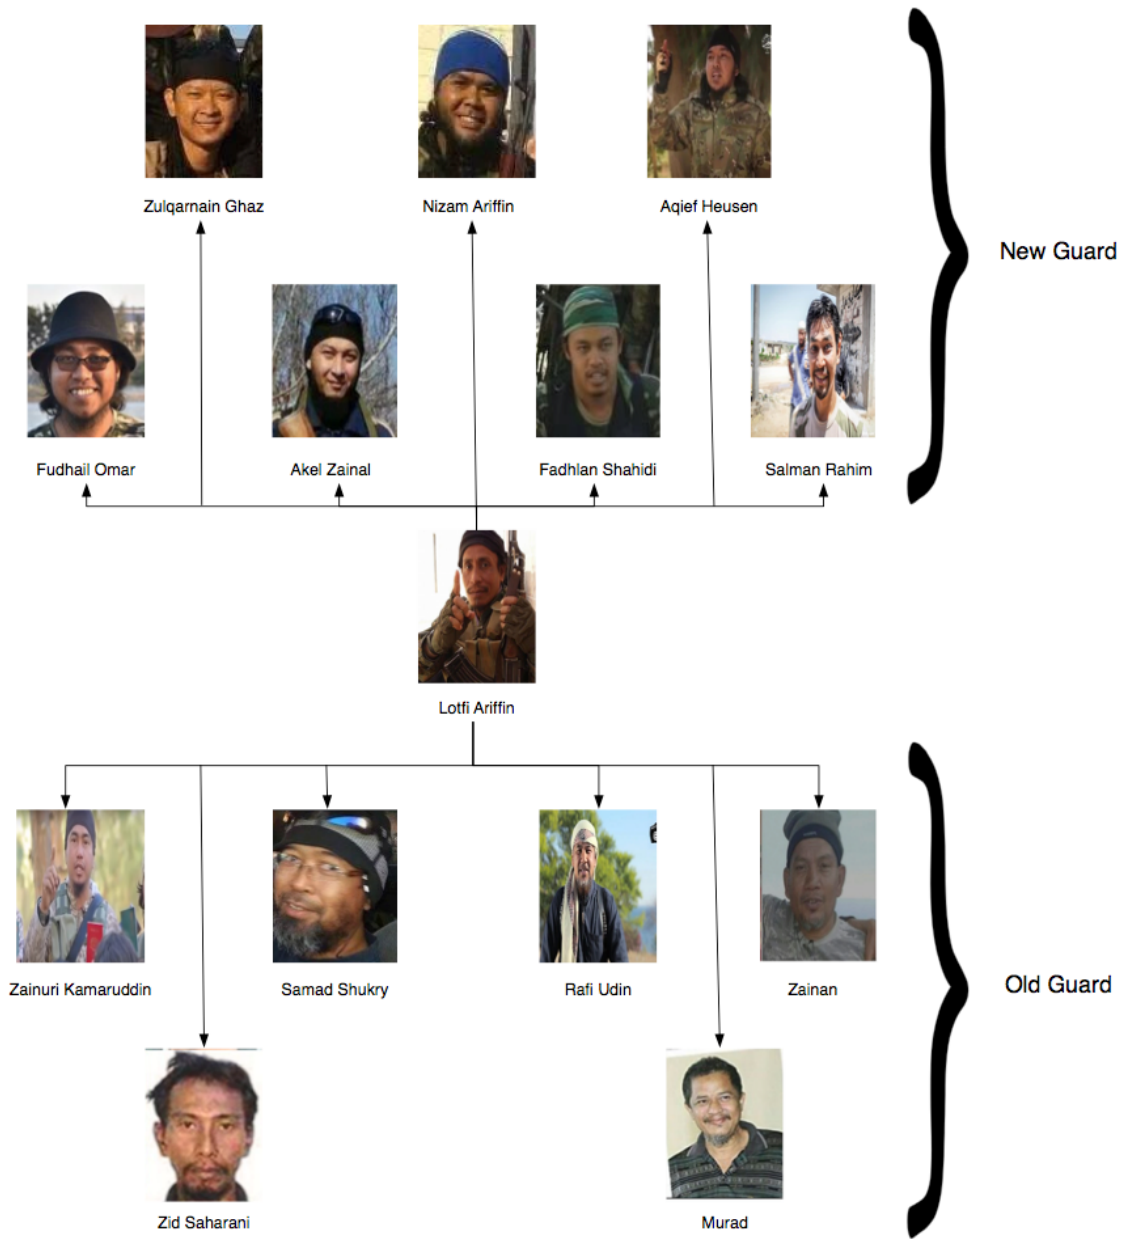 Zulqarnain Ghaz
Nizam Ariffin
Aqief Heusen
New Guard
Fudhail Omar
Akel Zainal
Fadhlan Shahidi
Salman Rahim
Lotfi Ariffin
Zainuri Kamaruddin
Samad Shukry
Rafi Udin
Zainan
Old Guard
Zid Saharani
Murad